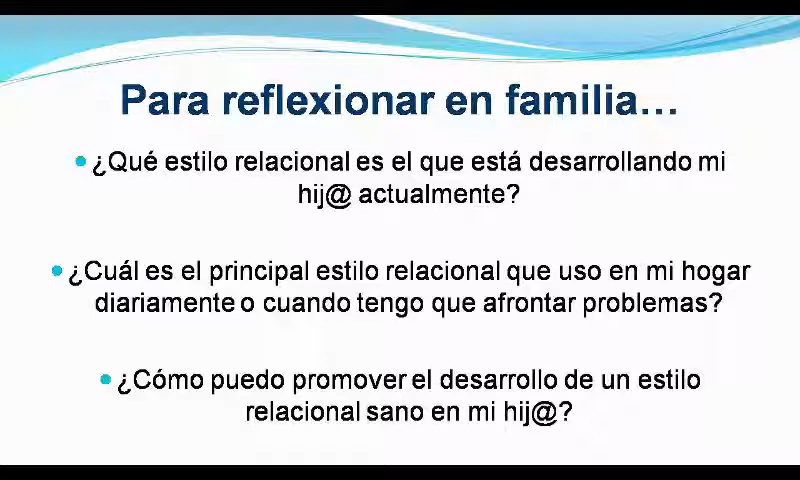 Para reflexionar en familia...
• ¿Qué estilo relacional es el que está desarrollando mi
hij@ actualmente?
• ¿Cuál es el principal estilo relacional que uso en mi hogar
diariamente o cuando tengo que afrontar problemas?
• ¿Cómo puedo promover el desarrollo de un estilo
relacional sano en mi hij@?